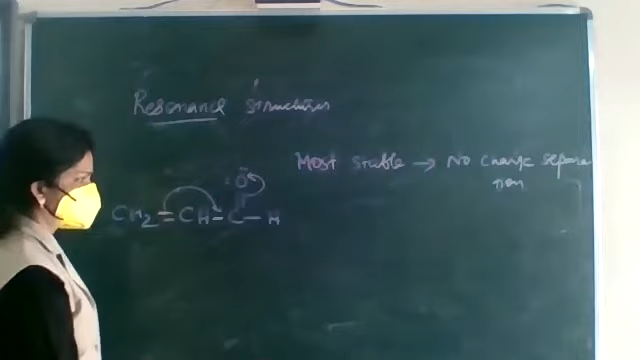 Resonance structures
Most stable → No charge separa
tion
:Ö
CH₂=CH=C-H